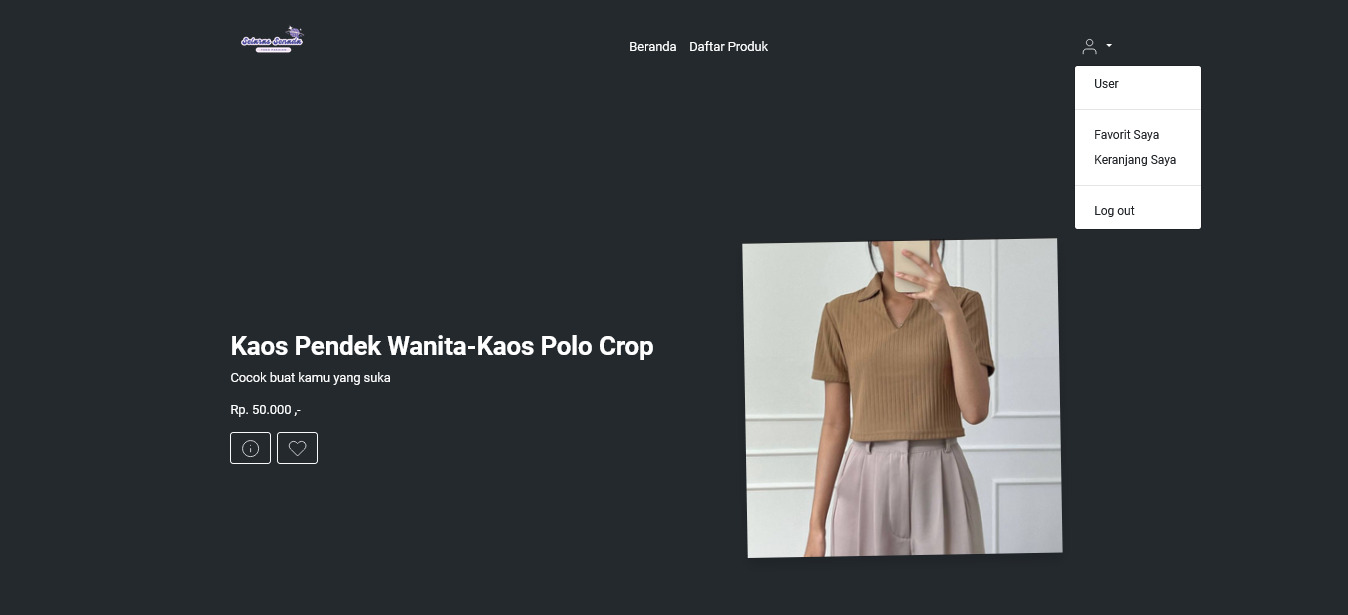 Beranda Daftar Produk
User
Favorit Saya
Keranjang Saya
Log out
Kaos Pendek Wanita-Kaos Polo Crop
Cocok buat kamu yang suka
Rp. 50.000 ,-